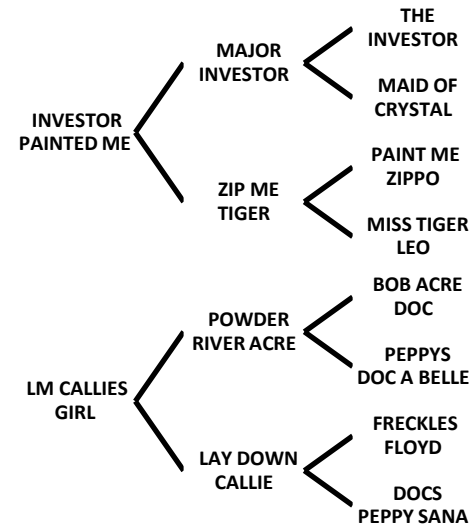 THE
INVESTOR
MAJOR
INVESTOR
MAID OF
CRYSTAL
INVESTOR
PAINTED ME
PAINT ME
ZIPPO
ZIP ME
TIGER
MISS TIGER
LEO
BOB ACRE
DOC
POWDER
RIVER ACRE
PEPPYS
DOC A BELLE
LM CALLIES
GIRL
FRECKLES
FLOYD
LAY DOWN
CALLIE
DOCS
PEPPY SANA